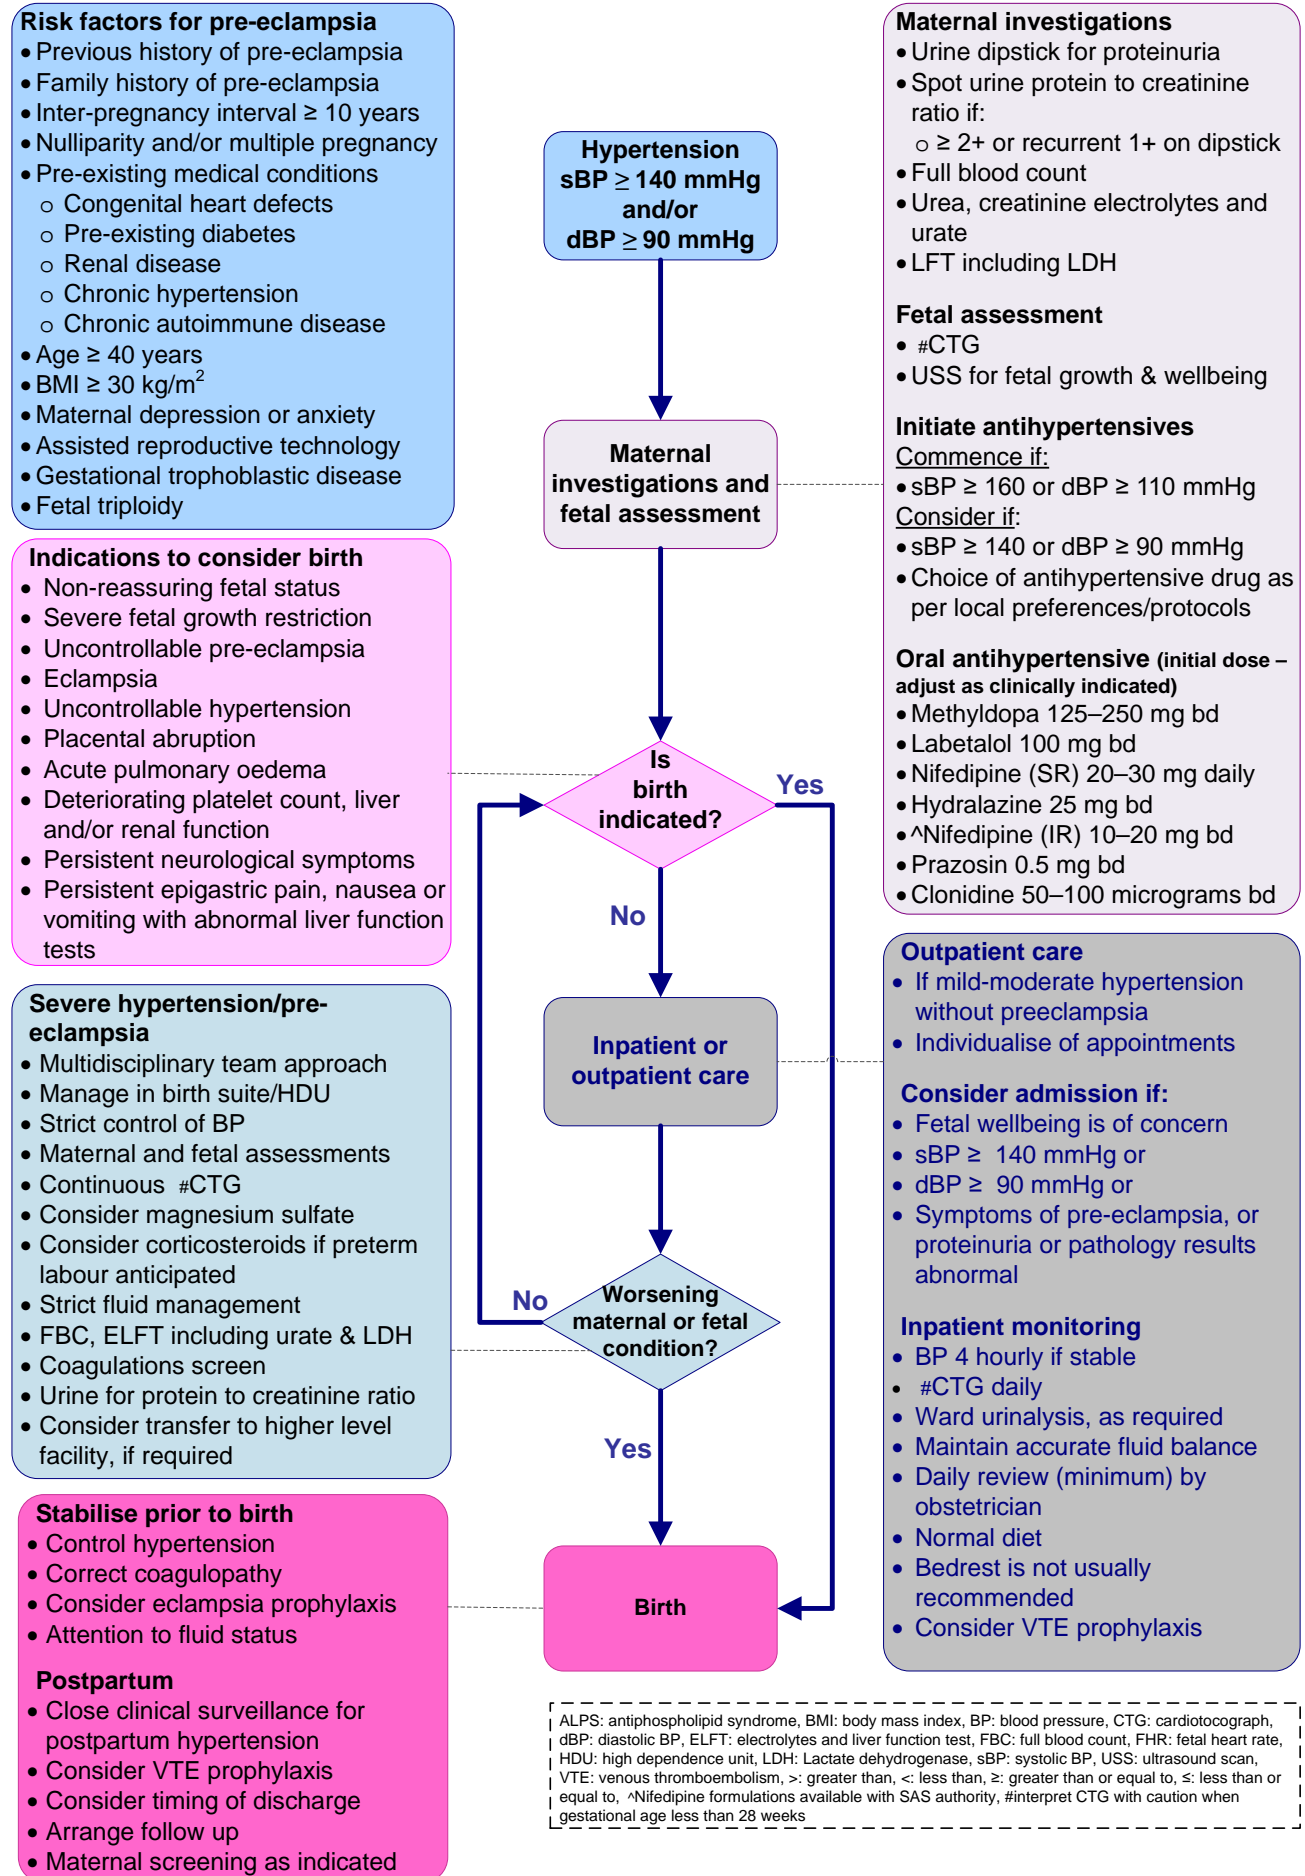 Risk factors for pre-eclampsia
• Previous history of pre-eclampsia
• Family history of pre-eclampsia
• Inter-pregnancy interval ≥ 10 years
• Nulliparity and/or multiple pregnancy
• Pre-existing medical conditions
o Congenital heart defects
o Pre-existing diabetes
o Renal disease
o Chronic hypertension
o Chronic autoimmune disease
• Age ≥ 40 years
• BMI ≥ 30 kg/m²
• Maternal depression or anxiety
• Assisted reproductive technology
• Gestational trophoblastic disease
• Fetal triploidy
Indications to consider birth
• Non-reassuring fetal status
• Severe fetal growth restriction
• Uncontrollable pre-eclampsia
• Eclampsia
• Uncontrollable hypertension
• Placental abruption
• Acute pulmonary oedema
• Deteriorating platelet count, liver
and/or renal function
• Persistent neurological symptoms
• Persistent epigastric pain, nausea or
vomiting with abnormal liver function
tests
Severe hypertension/pre-
eclampsia
• Multidisciplinary team approach
• Manage in birth suite/HDU
• Strict control of BP
• Maternal and fetal assessments
• Continuous #CTG
• Consider magnesium sulfate
• Consider corticosteroids if preterm
labour anticipated
• Strict fluid management
• FBC, ELFT including urate & LDH
• Coagulations screen
• Urine for protein to creatinine ratio
• Consider transfer to higher level
facility, if required
Stabilise prior to birth
• Control hypertension
• Correct coagulopathy
• Consider eclampsia prophylaxis
• Attention to fluid status
Postpartum
• Close clinical surveillance for
postpartum hypertension
• Consider VTE prophylaxis
• Consider timing of discharge
• Arrange follow up
• Maternal screening as indicated
Hypertension
sBP ≥ 140 mmHg
and/or
dBP ≥ 90 mmHg
Maternal
investigations and
fetal assessment
Is
birth
indicated?
Yes
No
Inpatient or
outpatient care
Worsening
maternal or fetal
condition?
No
Yes
Birth
Maternal investigations
• Urine dipstick for proteinuria
• Spot urine protein to creatinine
ratio if:
o ≥ 2+ or recurrent 1+ on dipstick
• Full blood count
• Urea, creatinine electrolytes and
urate
• LFT including LDH
Fetal assessment
• #CTG
• USS for fetal growth & wellbeing
Initiate antihypertensives
Commence if:
• sBP ≥ 160 or dBP ≥ 110 mmHg
Consider if:
• sBP ≥ 140 or dBP ≥ 90 mmHg
• Choice of antihypertensive drug as
per local preferences/protocols
Oral antihypertensive (initial dose –
adjust as clinically indicated)
• Methyldopa 125–250 mg bd
• Labetalol 100 mg bd
• Nifedipine (SR) 20–30 mg daily
• Hydralazine 25 mg bd
• ^Nifedipine (IR) 10–20 mg bd
• Prazosin 0.5 mg bd
• Clonidine 50–100 micrograms bd
Outpatient care
• If mild-moderate hypertension
without preeclampsia
• Individualise of appointments
Consider admission if:
• Fetal wellbeing is of concern
• sBP ≥ 140 mmHg or
• dBP ≥ 90 mmHg or
• Symptoms of pre-eclampsia, or
proteinuria or pathology results
abnormal
Inpatient monitoring
• BP 4 hourly if stable
• #CTG daily
• Ward urinalysis, as required
• Maintain accurate fluid balance
• Daily review (minimum) by
obstetrician
• Normal diet
• Bedrest is not usually
recommended
• Consider VTE prophylaxis
ALPS: antiphospholipid syndrome, BMI: body mass index, BP: blood pressure, CTG: cardiotocograph,
dBP: diastolic BP, ELFT: electrolytes and liver function test, FBC: full blood count, FHR: fetal heart rate,
HDU: high dependence unit, LDH: Lactate dehydrogenase, sBP: systolic BP, USS: ultrasound scan,
VTE: venous thromboembolism, >: greater than, <: less than, ≥: greater than or equal to, ≤: less than or
equal to, ^Nifedipine formulations available with SAS authority, #interpret CTG with caution when
gestational age less than 28 weeks